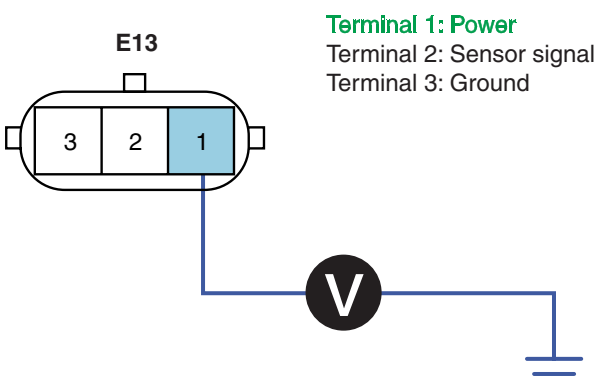 Terminal 1: Power
E13
Terminal 2: Sensor signal
Terminal 3: Ground
3 2 1
V